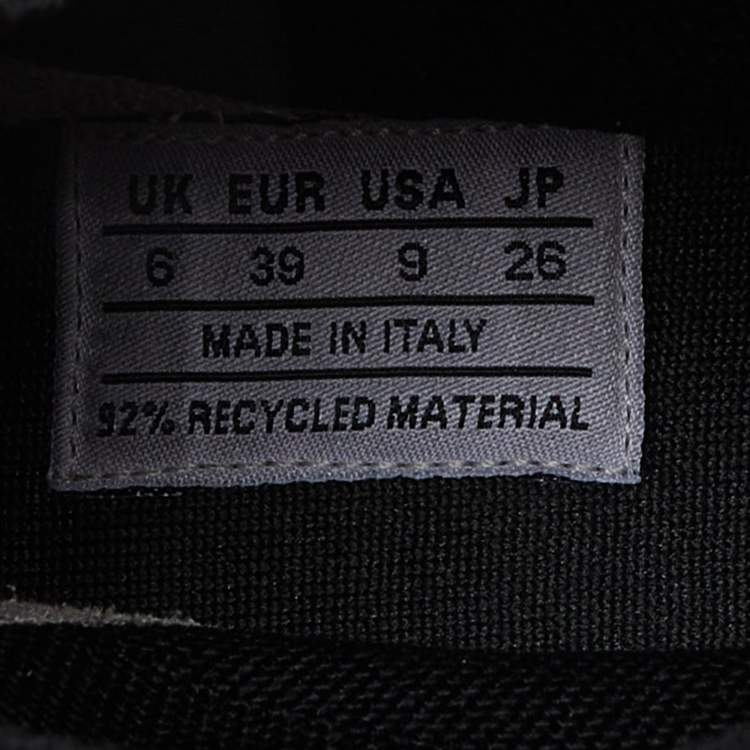 UK EUR USA JP
6 39 9 26
MADE IN ITALY
92% RECYCLED MATERIAL